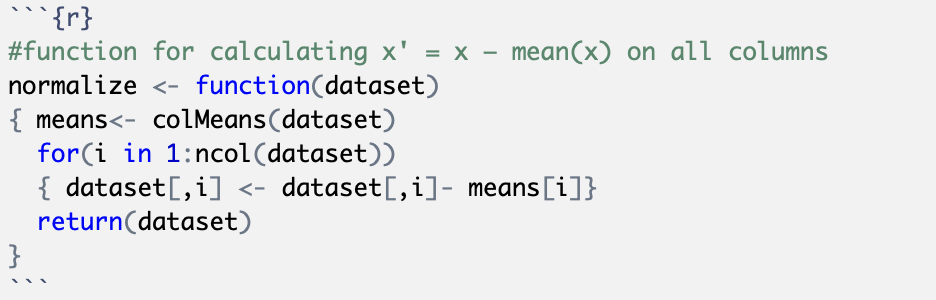 ```{r}
#function for calculating x' = x – mean(x) on all columns
normalize <- function(dataset)
{ means<- colMeans(dataset)
  for(i in 1:ncol(dataset))
  { dataset[,i] <- dataset[,i]- means[i]}
  return(dataset)
}
```